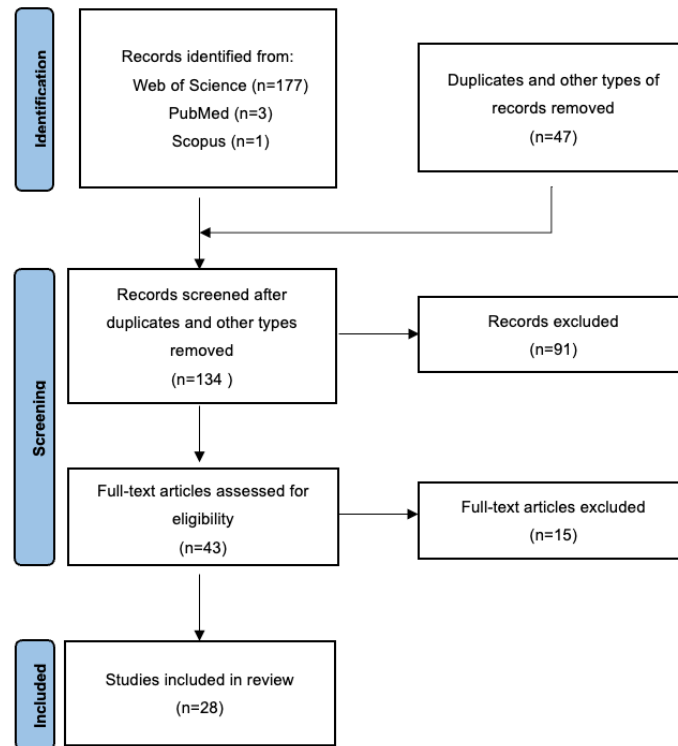 Identification
Records identified from:
Web of Science (n=177)
PubMed (n=3)
Scopus (n=1)
Duplicates and other types of
records removed
(n=47)
Screening
Records screened after
duplicates and other types
removed
(n=134 )
Records excluded
(n=91)
Full-text articles assessed for
eligibility
(n=43)
Full-text articles excluded
(n=15)
Included
Studies included in review
(n=28)